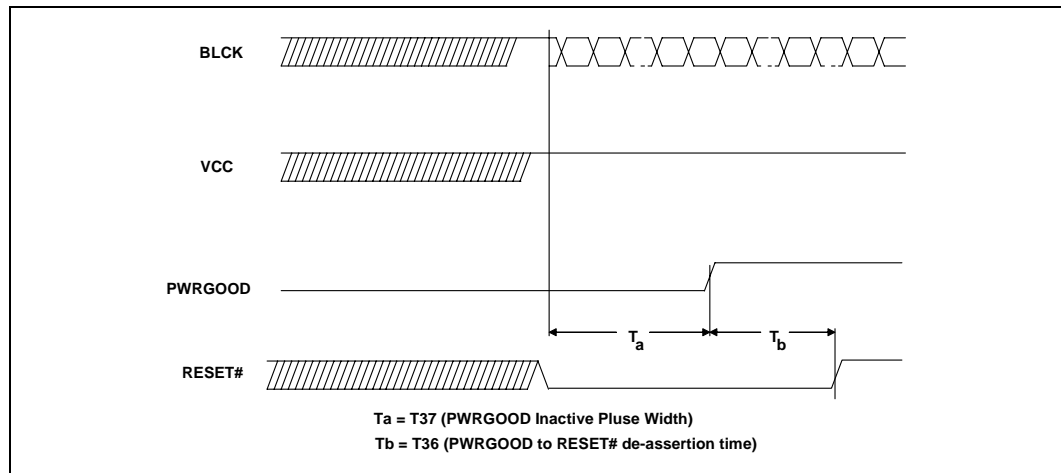 BLCK
VCC
PWRGOOD
Ta
Tb
RESET#
Ta = T37 (PWRGOOD Inactive Pluse Width)
Tb = T36 (PWRGOOD to RESET# de-assertion time)